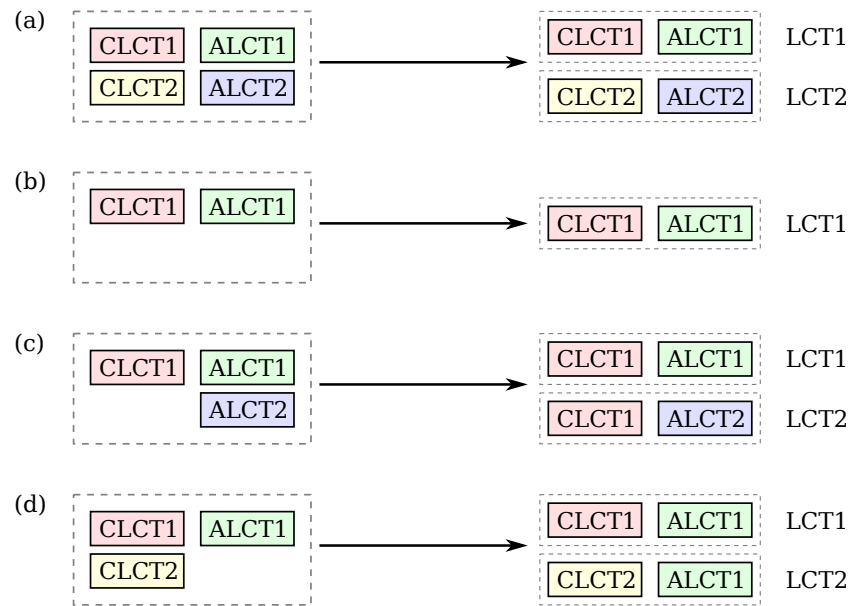 (a) CLCT1 ALCT1 CLCT1 ALCT1 LCT1
CLCT2 ALCT2 CLCT2 ALCT2 LCT2
(b) CLCT1 ALCT1 CLCT1 ALCT1 LCT1
(c) CLCT1 ALCT1 CLCT1 ALCT1 LCT1
ALCT2 CLCT1 ALCT2 LCT2
(d) CLCT1 ALCT1 CLCT1 ALCT1 LCT1
CLCT2 CLCT2 ALCT1 LCT2